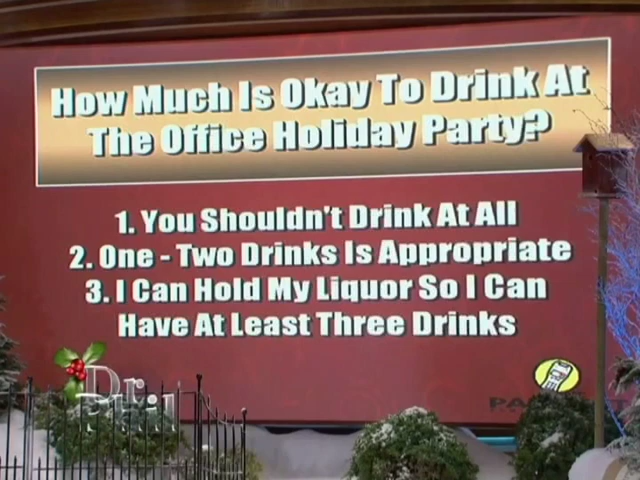 How Much Is Okay To Drink At
The Office Holiday Party?
1. You Shouldn't Drink At All
2. One - Two Drinks Is Appropriate
3. I Can Hold My Liquor So I Can
Have At Least Three Drinks
Dr.
Phil